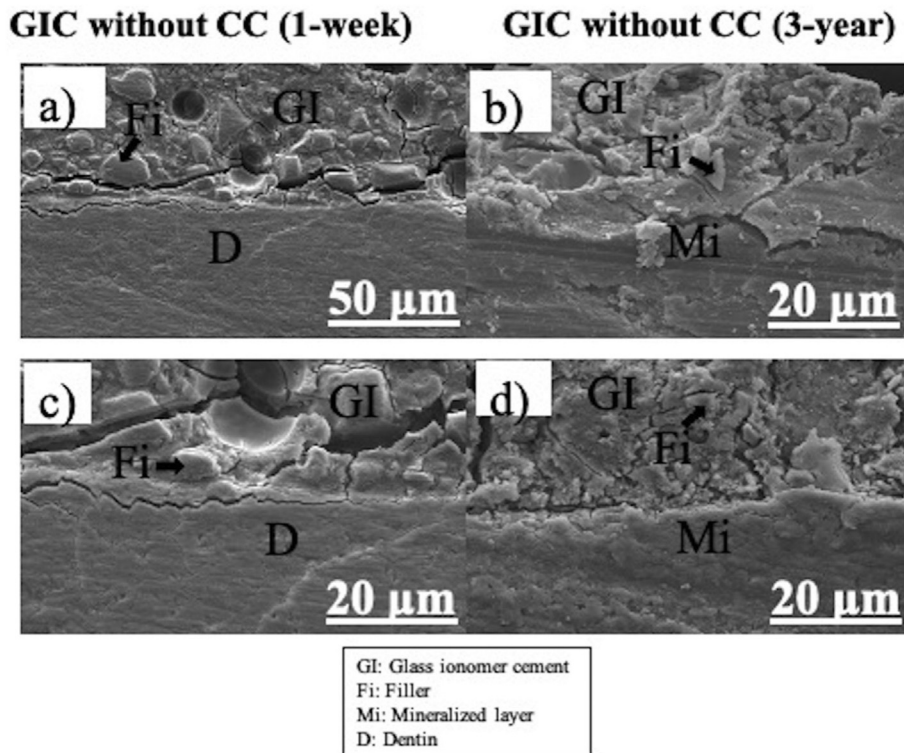 GIC without CC (1-week) GIC without CC (3-year)
a) Fi GI b) GI Fi
D Mi
50 μm 20 μm
c) GI Fi d) GI Fi
D Mi
20 μm 20 μm
GI: Glass ionomer cement
Fi: Filler
Mi: Mineralized layer
D: Dentin